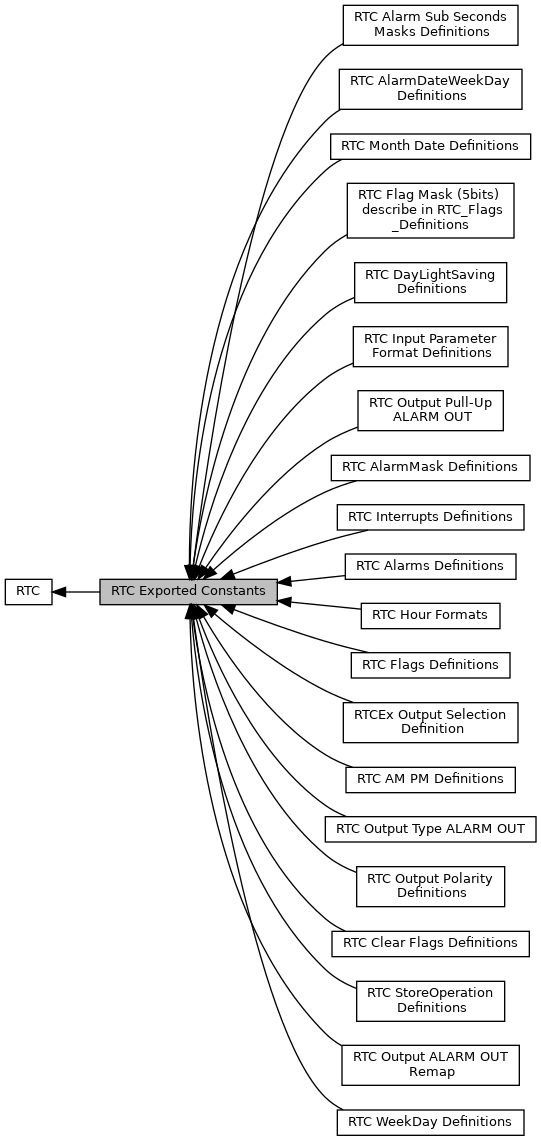 RTC Alarm Sub Seconds
Masks Definitions
RTC AlarmDateWeekDay
Definitions
RTC Month Date Definitions
RTC Flag Mask (5bits)
describe in RTC_Flags
_Definitions
RTC DayLightSaving
Definitions
RTC Input Parameter
Format Definitions
RTC Output Pull-Up
ALARM OUT
RTC AlarmMask Definitions
RTC Interrupts Definitions
RTC Alarms Definitions
RTC
RTC Exported Constants
RTC Hour Formats
RTC Flags Definitions
RTCEx Output Selection
Definition
RTC AM PM Definitions
RTC Output Type ALARM OUT
RTC Output Polarity
Definitions
RTC Clear Flags Definitions
RTC StoreOperation
Definitions
RTC Output ALARM OUT
Remap
RTC WeekDay Definitions